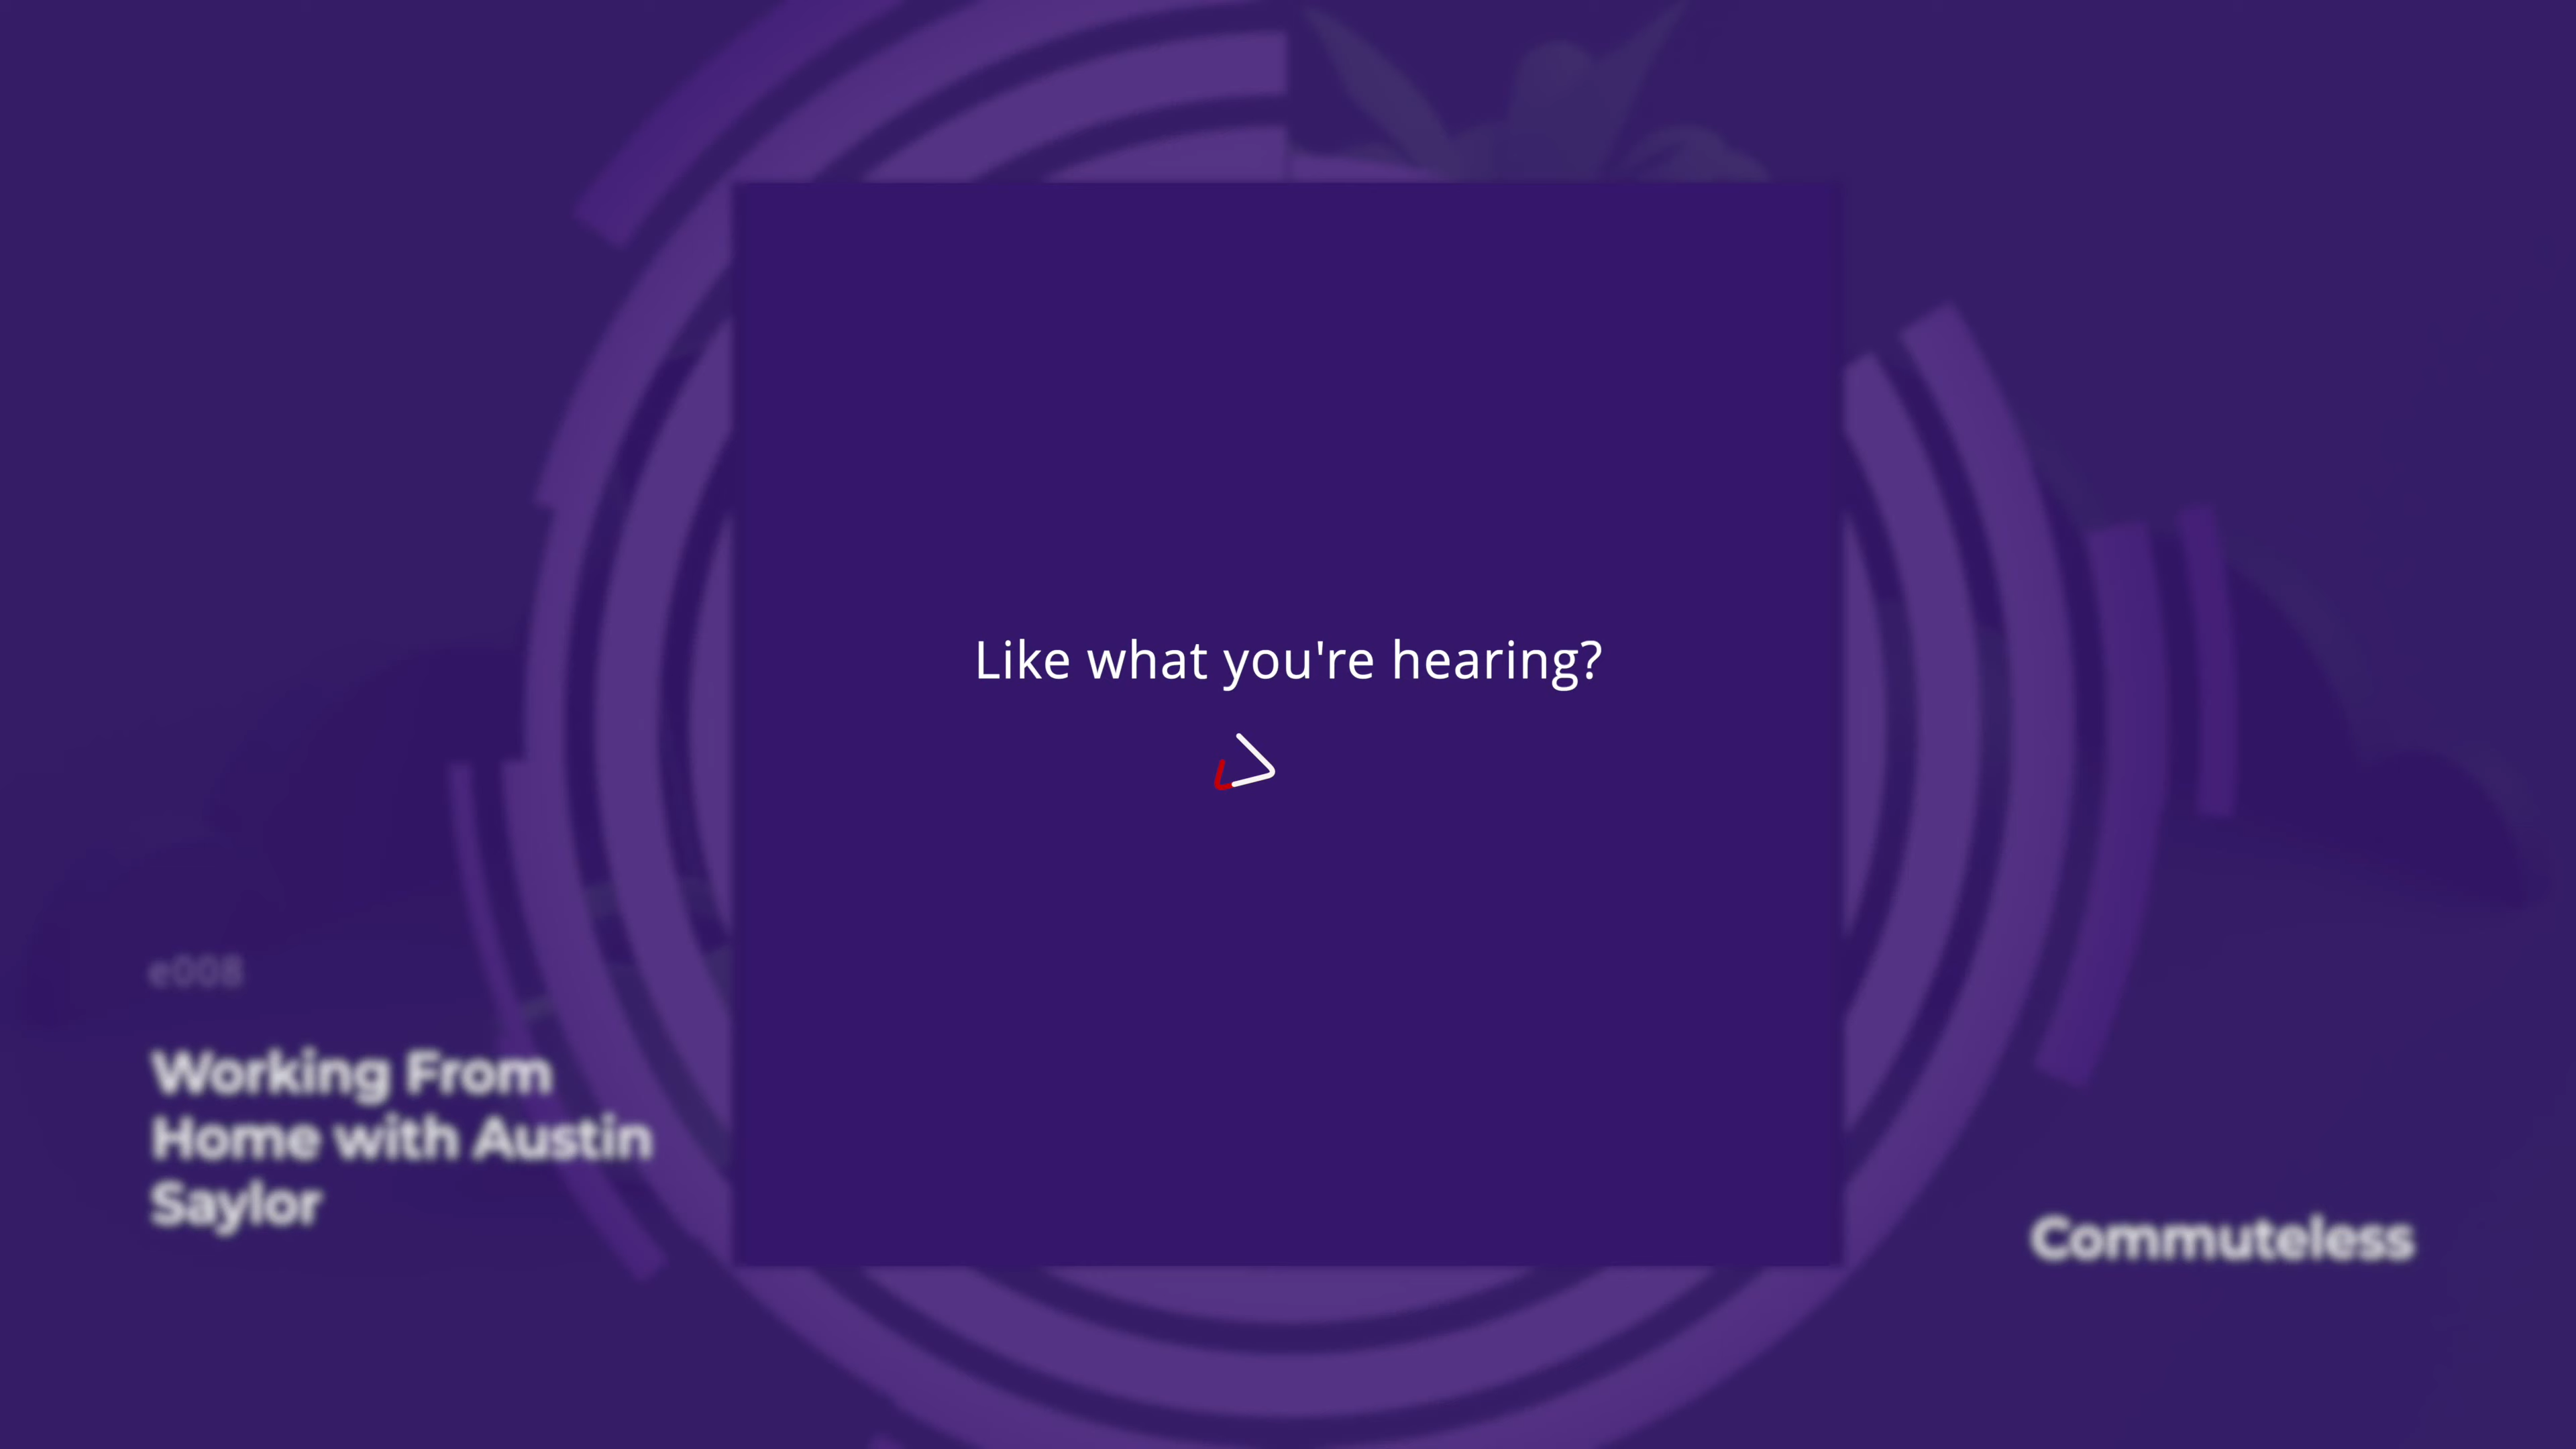 Like what you're hearing?
e008
Working From
Home with Austin
Saylor
Commuteless